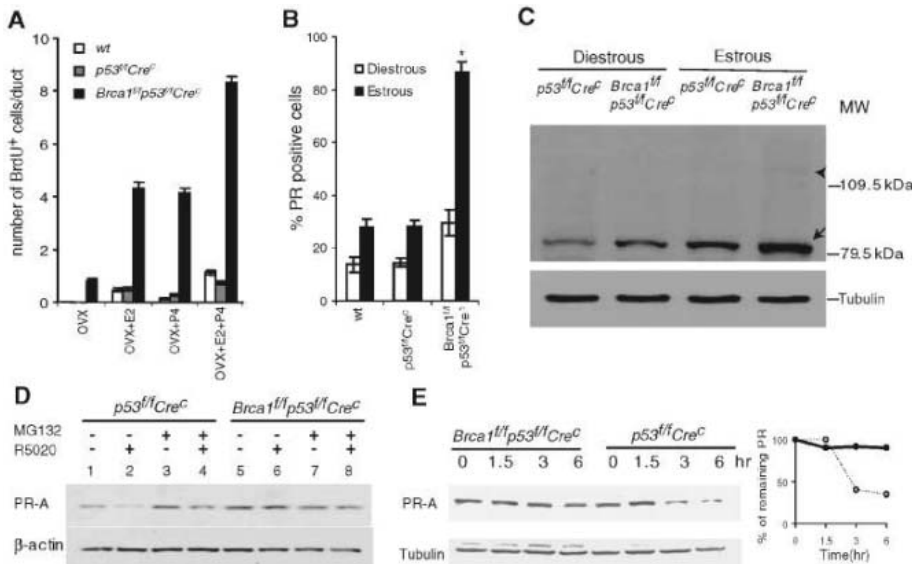 A
wt
p53f/fCrec
Brca1f/fp53f/fCrec
number of BrdU+ cells/duct
10
8
6
4
2
0
OVX
OVX+E2
OVX+P4
OVX+E2+P4
B
Diestrous
Estrous
*
% PR positive cells
100
80
60
40
20
0
wt
p53f/fCrec
Brca1f/f
p53f/fCre
C
Diestrous Estrous
p53f/fCrec Brca1f/f p53f/fCrec p53f/fCrec Brca1f/f p53f/fCrec
MW
109.5 kDa
79.5 kDa
Tubulin
D
p53f/fCrec Brca1f/fp53f/fCrec
MG132 - - + + - - + +
R5020 - + - + - + - +
1 2 3 4 5 6 7 8
PR-A
β-actin
E
Brca1f/fp53f/fCrec p53f/fCrec
0 1.5 3 6 0 1.5 3 6 hr
PR-A
Tubulin
% of remaining PR
100
50
0
0 1.5 3 6
Time(hr)